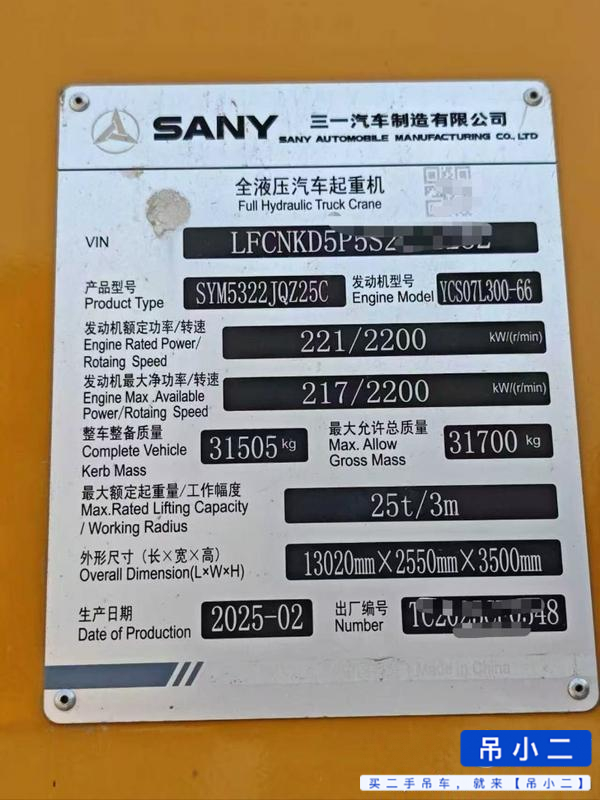 SANY 三一汽车制造有限公司
SANY AUTOMOBILE MANUFACTURING CO., LTD
全液压汽车起重机
Full Hydraulic Truck Crane
VIN
产品型号 SYM5322JQZ25C 发动机型号 YCS07L300-66
Product Type Engine Model
发动机额定功率/转速
Engine Rated Power/ 221/2200 kW/(r/min)
Rotaing Speed
发动机最大净功率/转速
Engine Max .Available 217/2200 kW/(r/min)
Power/Rotaing Speed
整车整备质量 最大允许总质量
Complete Vehicle 31505 kg Max. Allow 31700 kg
Kerb Mass Gross Mass
最大额定起重量/工作幅度
Max.Rated Lifting Capacity 25t/3m
/ Working Radius
外形尺寸（长×宽×高） 13020mm×2550mm×3500mm
Overall Dimension(L×W×H)
生产日期 2025-02 出厂编号
Date of Production Number
Made in China
吊小二
买二手吊车，就来【吊小二】